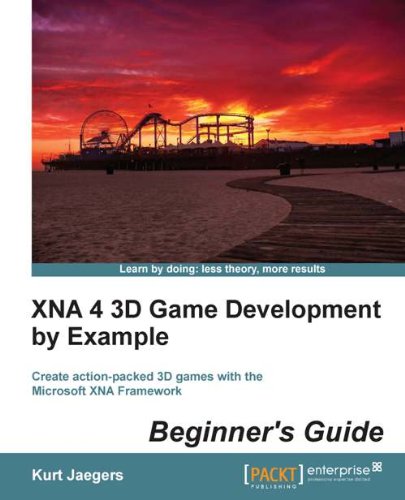 Learn by doing: less theory, more results
XNA 4 3D Game Development
by Example
Create action-packed 3D games with the
Microsoft XNA Framework
Beginner's Guide
Kurt Jaegers
[PACKT] enterprise
PUBLISHING
professional expertise distilled